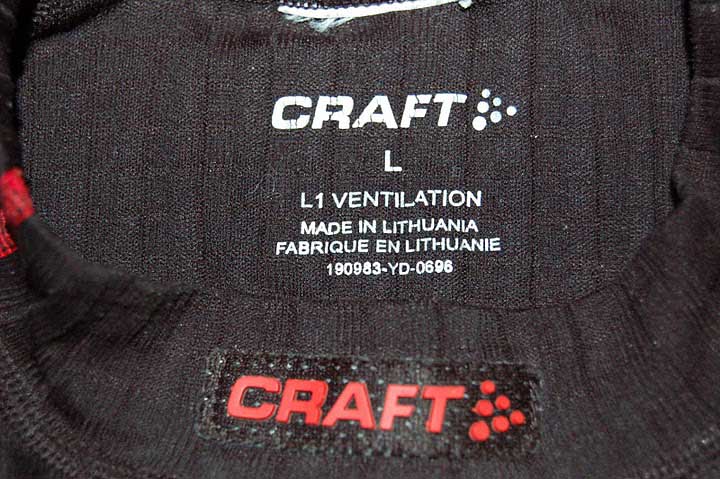 CRAFT
L
L1 VENTILATION
MADE IN LITHUANIA
FABRIQUE EN LITHUANIE
190983-YD-0696
CRAFT